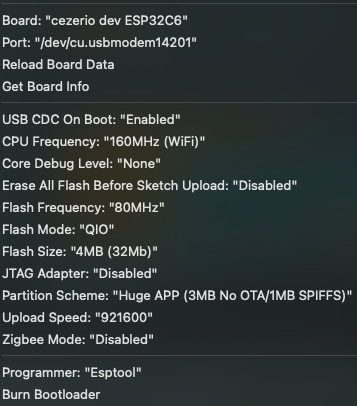 Board: "cezerio dev ESP32C6"
Port: "/dev/cu.usbmodem14201"
Reload Board Data
Get Board Info
USB CDC On Boot: "Enabled"
CPU Frequency: "160MHz (WiFi)"
Core Debug Level: "None"
Erase All Flash Before Sketch Upload: "Disabled"
Flash Frequency: "80MHz"
Flash Mode: "QIO"
Flash Size: "4MB (32Mb)"
JTAG Adapter: "Disabled"
Partition Scheme: "Huge APP (3MB No OTA/1MB SPIFFS)"
Upload Speed: "921600"
Zigbee Mode: "Disabled"
Programmer: "Esptool"
Burn Bootloader